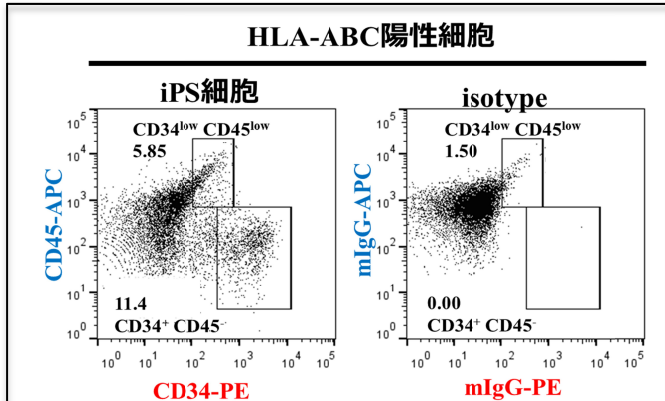 HLA-ABC陽性細胞
iPS細胞
CD34low CD45low
5.85
10^5
10^4
10^3
10^2
10^1
10^0
CD45-APC
11.4
CD34+ CD45-
10^0 10^1 10^2 10^3 10^4 10^5
CD34-PE
isotype
CD34low CD45low
1.50
10^5
10^4
10^3
10^2
10^1
10^0
mIgG-APC
0.00
CD34+ CD45-
10^0 10^1 10^2 10^3 10^4 10^5
mIgG-PE